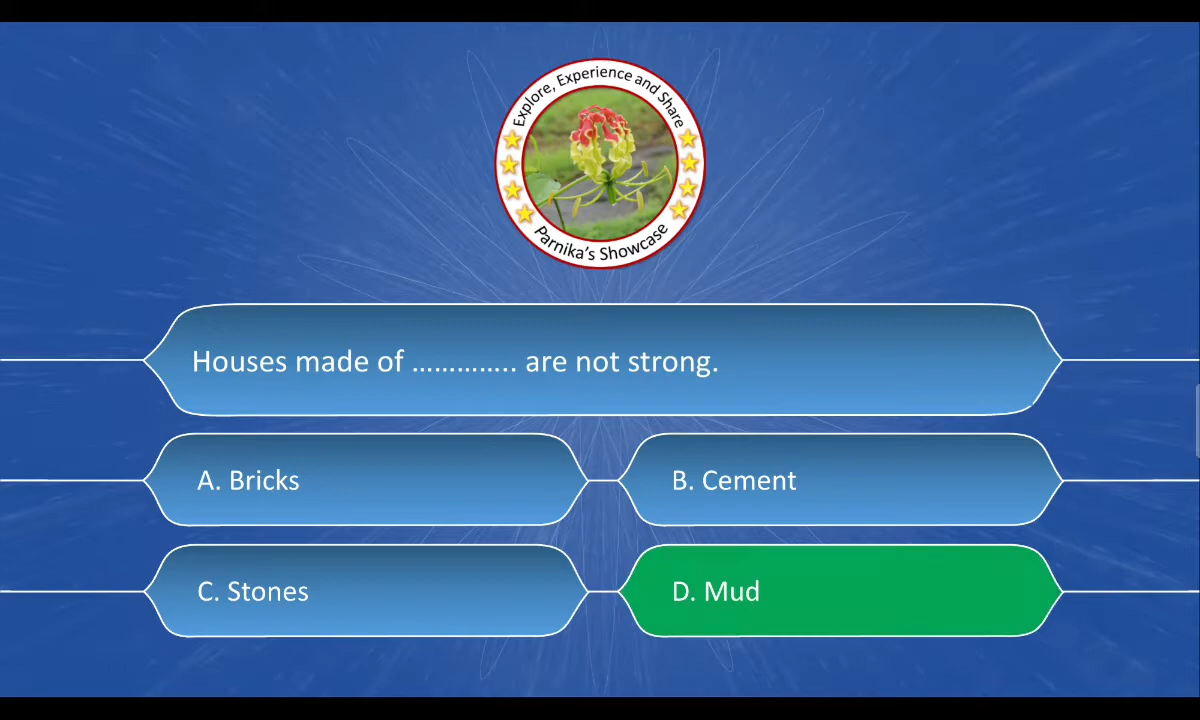 Explore, Experience and Share
Parnika's Showcase
Houses made of ………….. are not strong.
A. Bricks
B. Cement
C. Stones
D. Mud